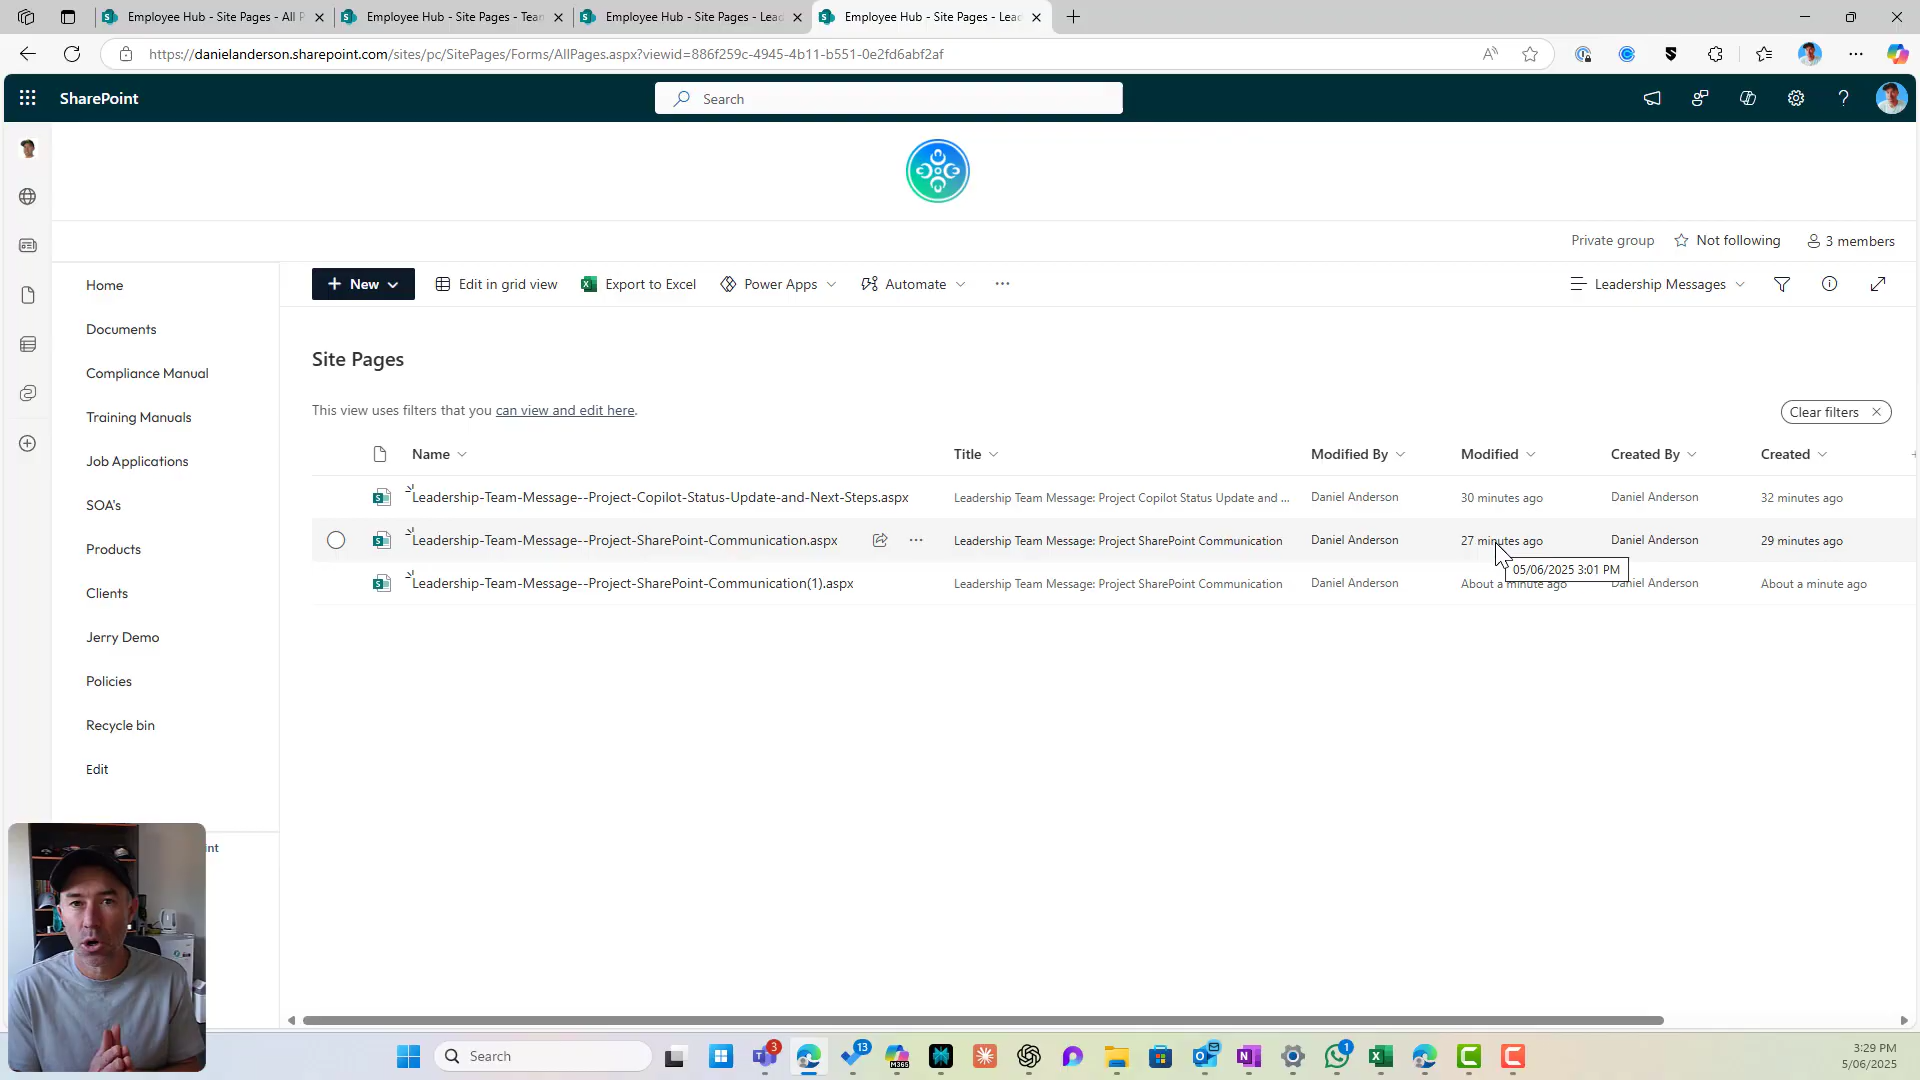 Employee Hub - Site Pages - All P
Employee Hub - Site Pages - Tean
Employee Hub - Site Pages - Lead
Employee Hub - Site Pages - Lead
https://danielanderson.sharepoint.com/sites/pc/SitePages/Forms/AllPages.aspx?viewid=886f259c-4945-4b11-b551-0e2fd6abf2af
SharePoint
Search
Private group
Not following
3 members
Home
Documents
Compliance Manual
Training Manuals
Job Applications
SOA's
Products
Clients
Jerry Demo
Policies
Recycle bin
Edit
int
New
Edit in grid view
Export to Excel
Power Apps
Automate
Leadership Messages
Site Pages
This view uses filters that you can view and edit here.
Clear filters
Name Title Modified By Modified Created By Created
Leadership-Team-Message--Project-Copilot-Status-Update-and-Next-Steps.aspx Leadership Team Message: Project Copilot Status Update and ... Daniel Anderson 30 minutes ago Daniel Anderson 32 minutes ago
Leadership-Team-Message--Project-SharePoint-Communication.aspx Leadership Team Message: Project SharePoint Communication Daniel Anderson 27 minutes ago Daniel Anderson 29 minutes ago
05/06/2025 3:01 PM
Leadership-Team-Message--Project-SharePoint-Communication(1).aspx Leadership Team Message: Project SharePoint Communication Daniel Anderson About a minute ago Daniel Anderson About a minute ago
Search
3
13
M365
1
3:29 PM
5/06/2025